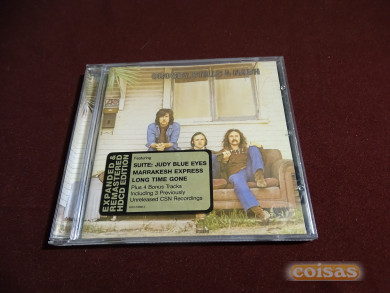 CROSBY, STILLS & NASH
EXPANDED &
REMASTERED
HDCD EDITION
Featuring
SUITE: JUDY BLUE EYES
MARRAKESH EXPRESS
LONG TIME GONE
Plus 4 Bonus Tracks
Including 3 Previously
Unreleased CSN Recordings
coisas